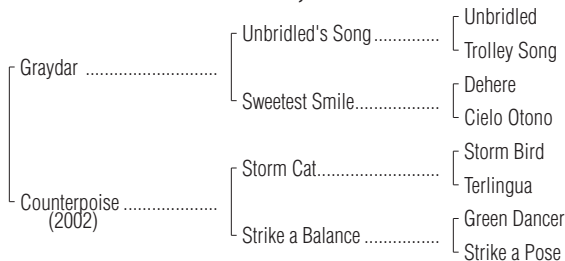 Unbridled
Unbridled's Song ..............
Trolley Song
Graydar ............................
Dehere
Sweetest Smile..................
Cielo Otono
Storm Bird
Storm Cat..........................
Terlingua
Counterpoise ....................
(2002)
Green Dancer
Strike a Balance ................
Strike a Pose